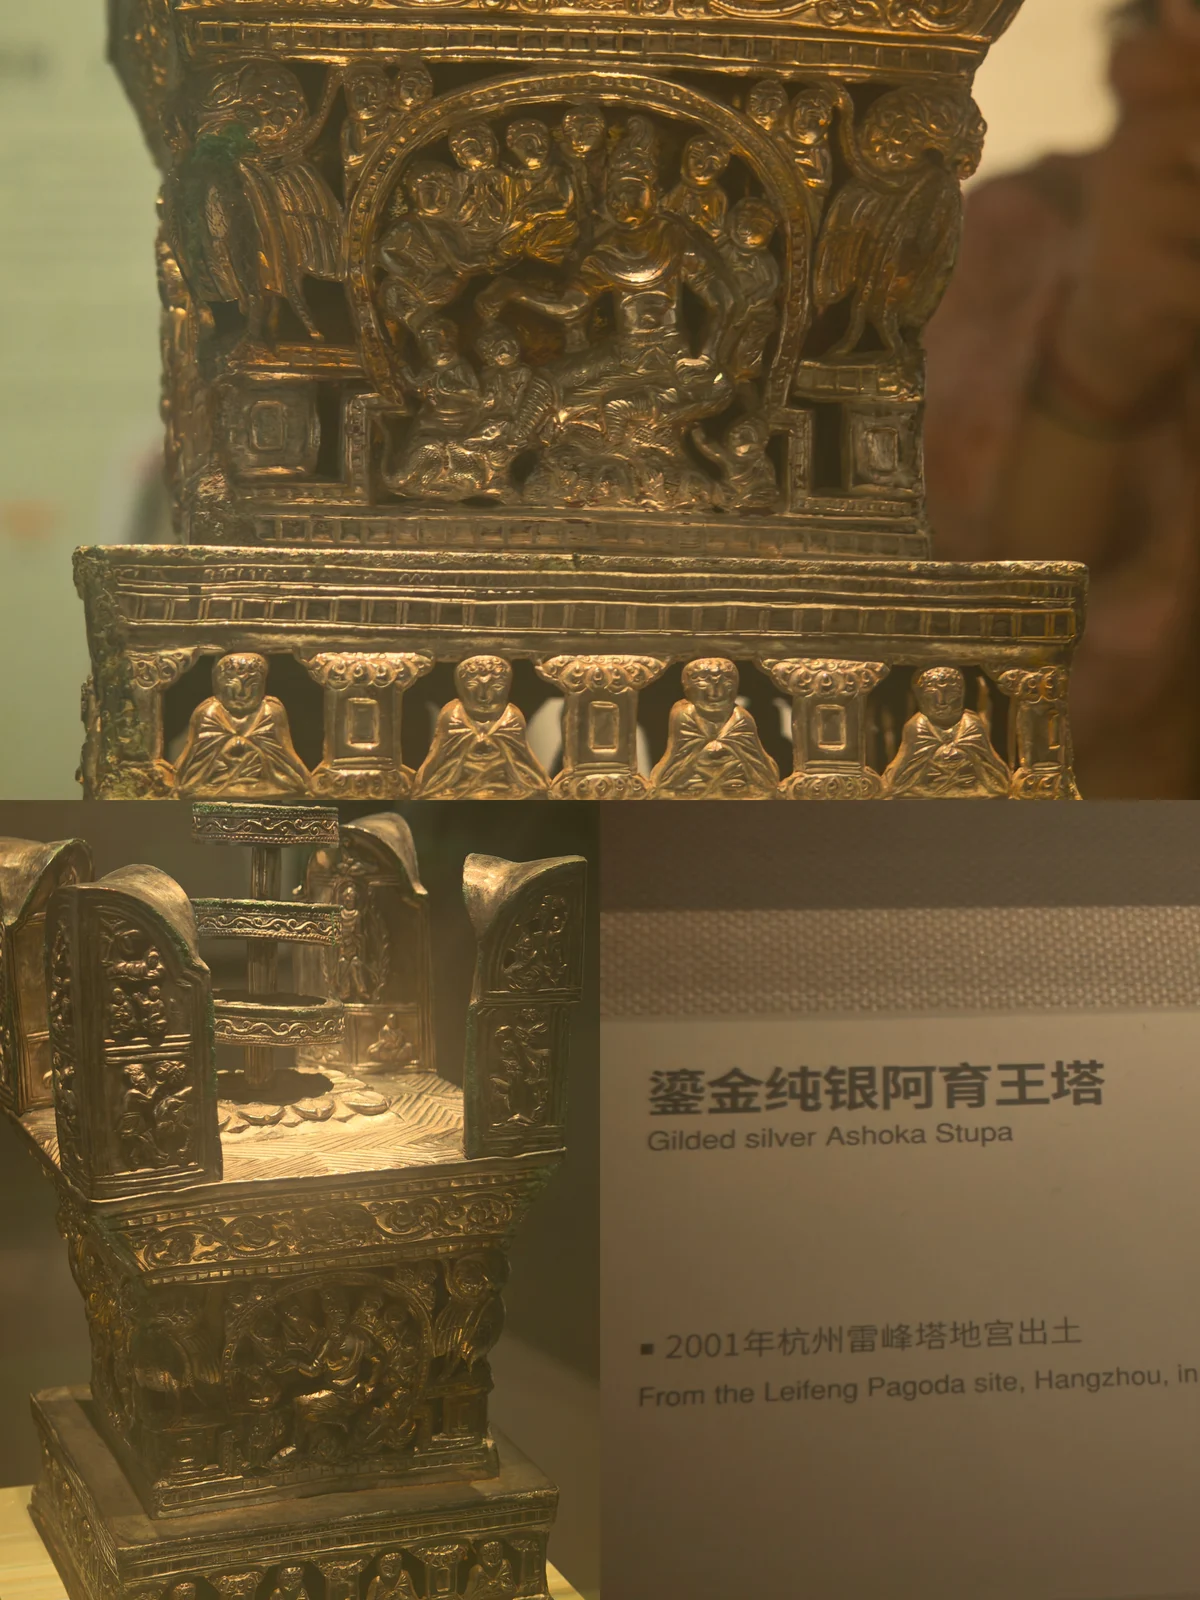 鎏金纯银阿育王塔
Gilded silver Ashoka Stupa
▪ 2001年杭州雷峰塔地宫出土
From the Leifeng Pagoda site, Hangzhou, in